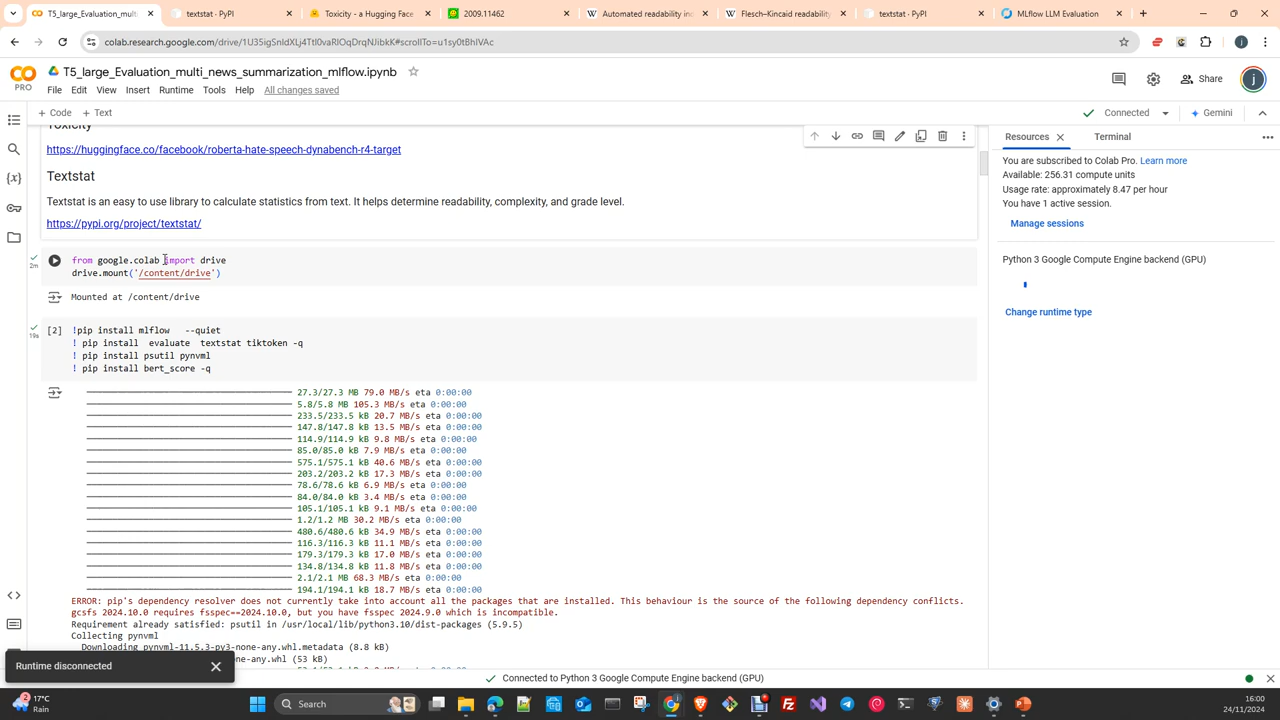 T5_large_Evaluation_multi_ne
textstat · PyPI
Toxicity - a Hugging Face
2009.11462
Automated readability ind
Flesch–Kincaid readability
textstat · PyPI
MLflow LLM Evaluation
colab.research.google.com/drive/
T5_large_Evaluation_multi_news_summarization_mlflow.ipynb
CO
PRO
File Edit View Insert Runtime Tools Help All changes saved
Share
j
+ Code + Text
Connected
Gemini
Toxicity
https://huggingface.co/facebook/roberta-hate-speech-dynabench-r4-target
Textstat
Textstat is an easy to use library to calculate statistics from text. It helps determine readability, complexity, and grade level.
https://pypi.org/project/textstat/
2m
from google.colab import drive
drive.mount('/content/drive')
Mounted at /content/drive
[2]
19s
!pip install mlflow --quiet
! pip install evaluate textstat tiktoken -q
! pip install psutil pynvml
! pip install bert_score -q
27.3/27.3 MB 79.0 MB/s eta 0:00:00
5.8/5.8 MB 105.3 MB/s eta 0:00:00
233.5/233.5 kB 20.7 MB/s eta 0:00:00
147.8/147.8 kB 13.5 MB/s eta 0:00:00
114.9/114.9 kB 9.8 MB/s eta 0:00:00
85.0/85.0 kB 7.9 MB/s eta 0:00:00
575.1/575.1 kB 40.6 MB/s eta 0:00:00
203.2/203.2 kB 17.3 MB/s eta 0:00:00
78.6/78.6 kB 6.9 MB/s eta 0:00:00
84.0/84.0 kB 3.4 MB/s eta 0:00:00
105.1/105.1 kB 9.1 MB/s eta 0:00:00
1.2/1.2 MB 30.2 MB/s eta 0:00:00
480.6/480.6 kB 34.9 MB/s eta 0:00:00
116.3/116.3 kB 11.1 MB/s eta 0:00:00
179.3/179.3 kB 17.0 MB/s eta 0:00:00
134.8/134.8 kB 11.8 MB/s eta 0:00:00
2.1/2.1 MB 68.3 MB/s eta 0:00:00
194.1/194.1 kB 18.7 MB/s eta 0:00:00
ERROR: pip's dependency resolver does not currently take into account all the packages that are installed. This behaviour is the source of the following dependency conflicts.
gcsfs 2024.10.0 requires fsspec==2024.10.0, but you have fsspec 2024.9.0 which is incompatible.
Requirement already satisfied: psutil in /usr/local/lib/python3.10/dist-packages (5.9.5)
Collecting pynvml
Downloading pynvml-11.5.3-py3-none-any.whl.metadata (8.8 kB)
none-any.whl (53 kB)
Resources
Terminal
You are subscribed to Colab Pro. Learn more
Available: 256.31 compute units
Usage rate: approximately 8.47 per hour
You have 1 active session.
Manage sessions
Python 3 Google Compute Engine backend (GPU)
Change runtime type
Runtime disconnected
Connected to Python 3 Google Compute Engine backend (GPU)
2
17°C
Rain
Search
16:00
24/11/2024